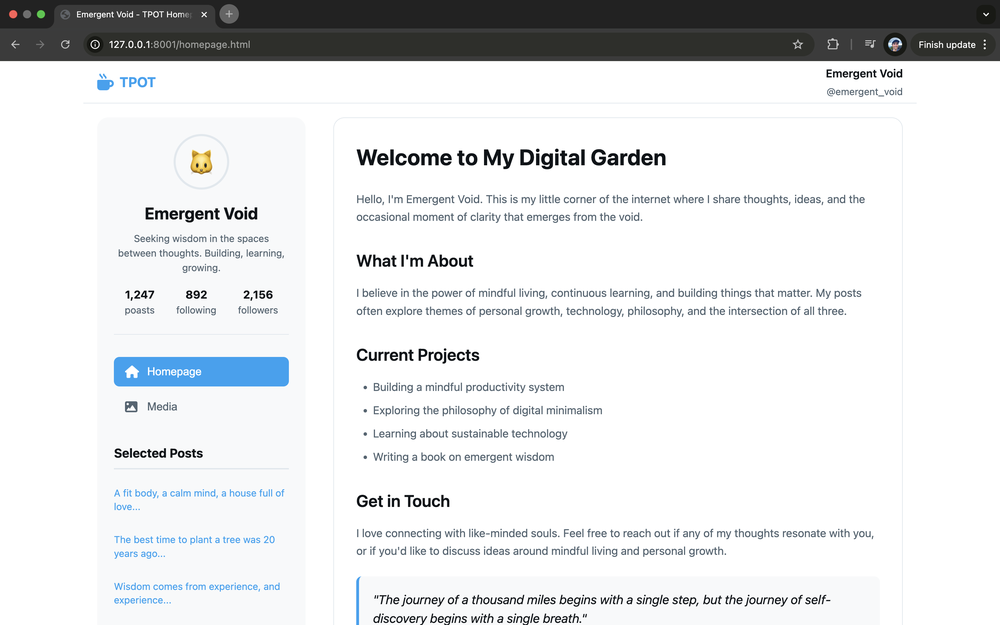 Emergent Void - TPOT Home
127.0.0.1:8001/homepage.html
Finish update
TPOT
Emergent Void
@emergent_void
Emergent Void
Seeking wisdom in the spaces
between thoughts. Building, learning,
growing.
1,247 892 2,156
poasts following followers
Homepage
Media
Selected Posts
A fit body, a calm mind, a house full of
love...
The best time to plant a tree was 20
years ago...
Wisdom comes from experience, and
experience...
Welcome to My Digital Garden
Hello, I'm Emergent Void. This is my little corner of the internet where I share thoughts, ideas, and the
occasional moment of clarity that emerges from the void.
What I'm About
I believe in the power of mindful living, continuous learning, and building things that matter. My posts
often explore themes of personal growth, technology, philosophy, and the intersection of all three.
Current Projects
• Building a mindful productivity system
• Exploring the philosophy of digital minimalism
• Learning about sustainable technology
• Writing a book on emergent wisdom
Get in Touch
I love connecting with like-minded souls. Feel free to reach out if any of my thoughts resonate with you,
or if you'd like to discuss ideas around mindful living and personal growth.
"The journey of a thousand miles begins with a single step, but the journey of self-
discovery begins with a single breath."